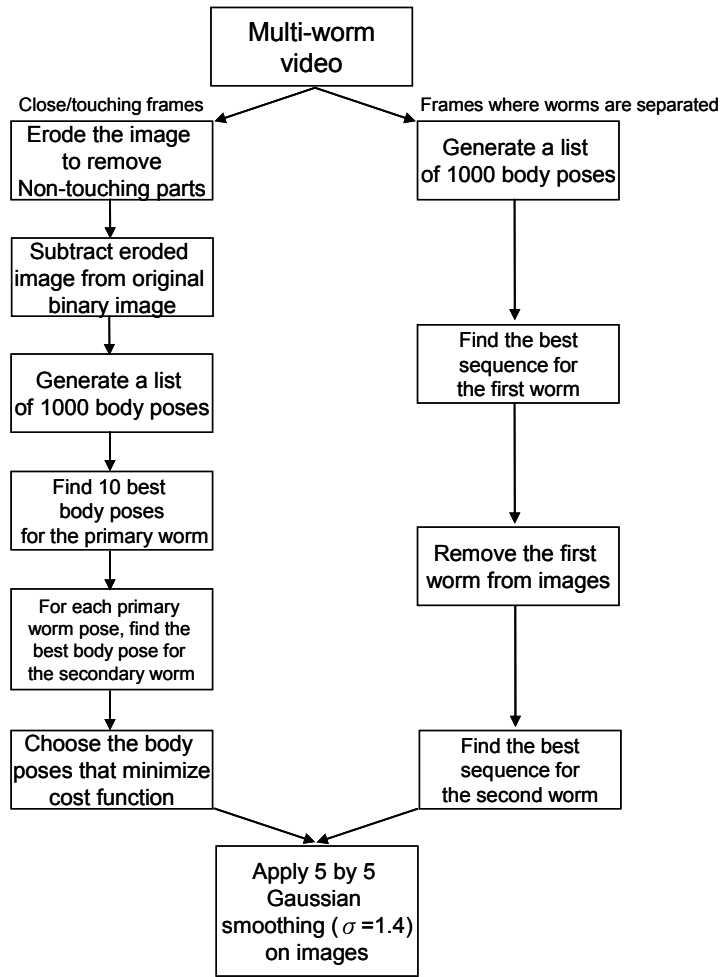 Multi-worm
video
Close/touching frames
Erode the image
to remove
Non-touching parts
Subtract eroded
image from original
binary image
Generate a list
of 1000 body poses
Find 10 best
body poses
for the primary worm
For each primary
worm pose, find the
best body pose for
the secondary worm
Choose the body
poses that minimize
cost function
Frames where worms are separated
Generate a list
of 1000 body poses
Find the best
sequence for
the first worm
Remove the first
worm from images
Find the best
sequence for
the second worm
Apply 5 by 5
Gaussian
smoothing ( σ =1.4)
on images